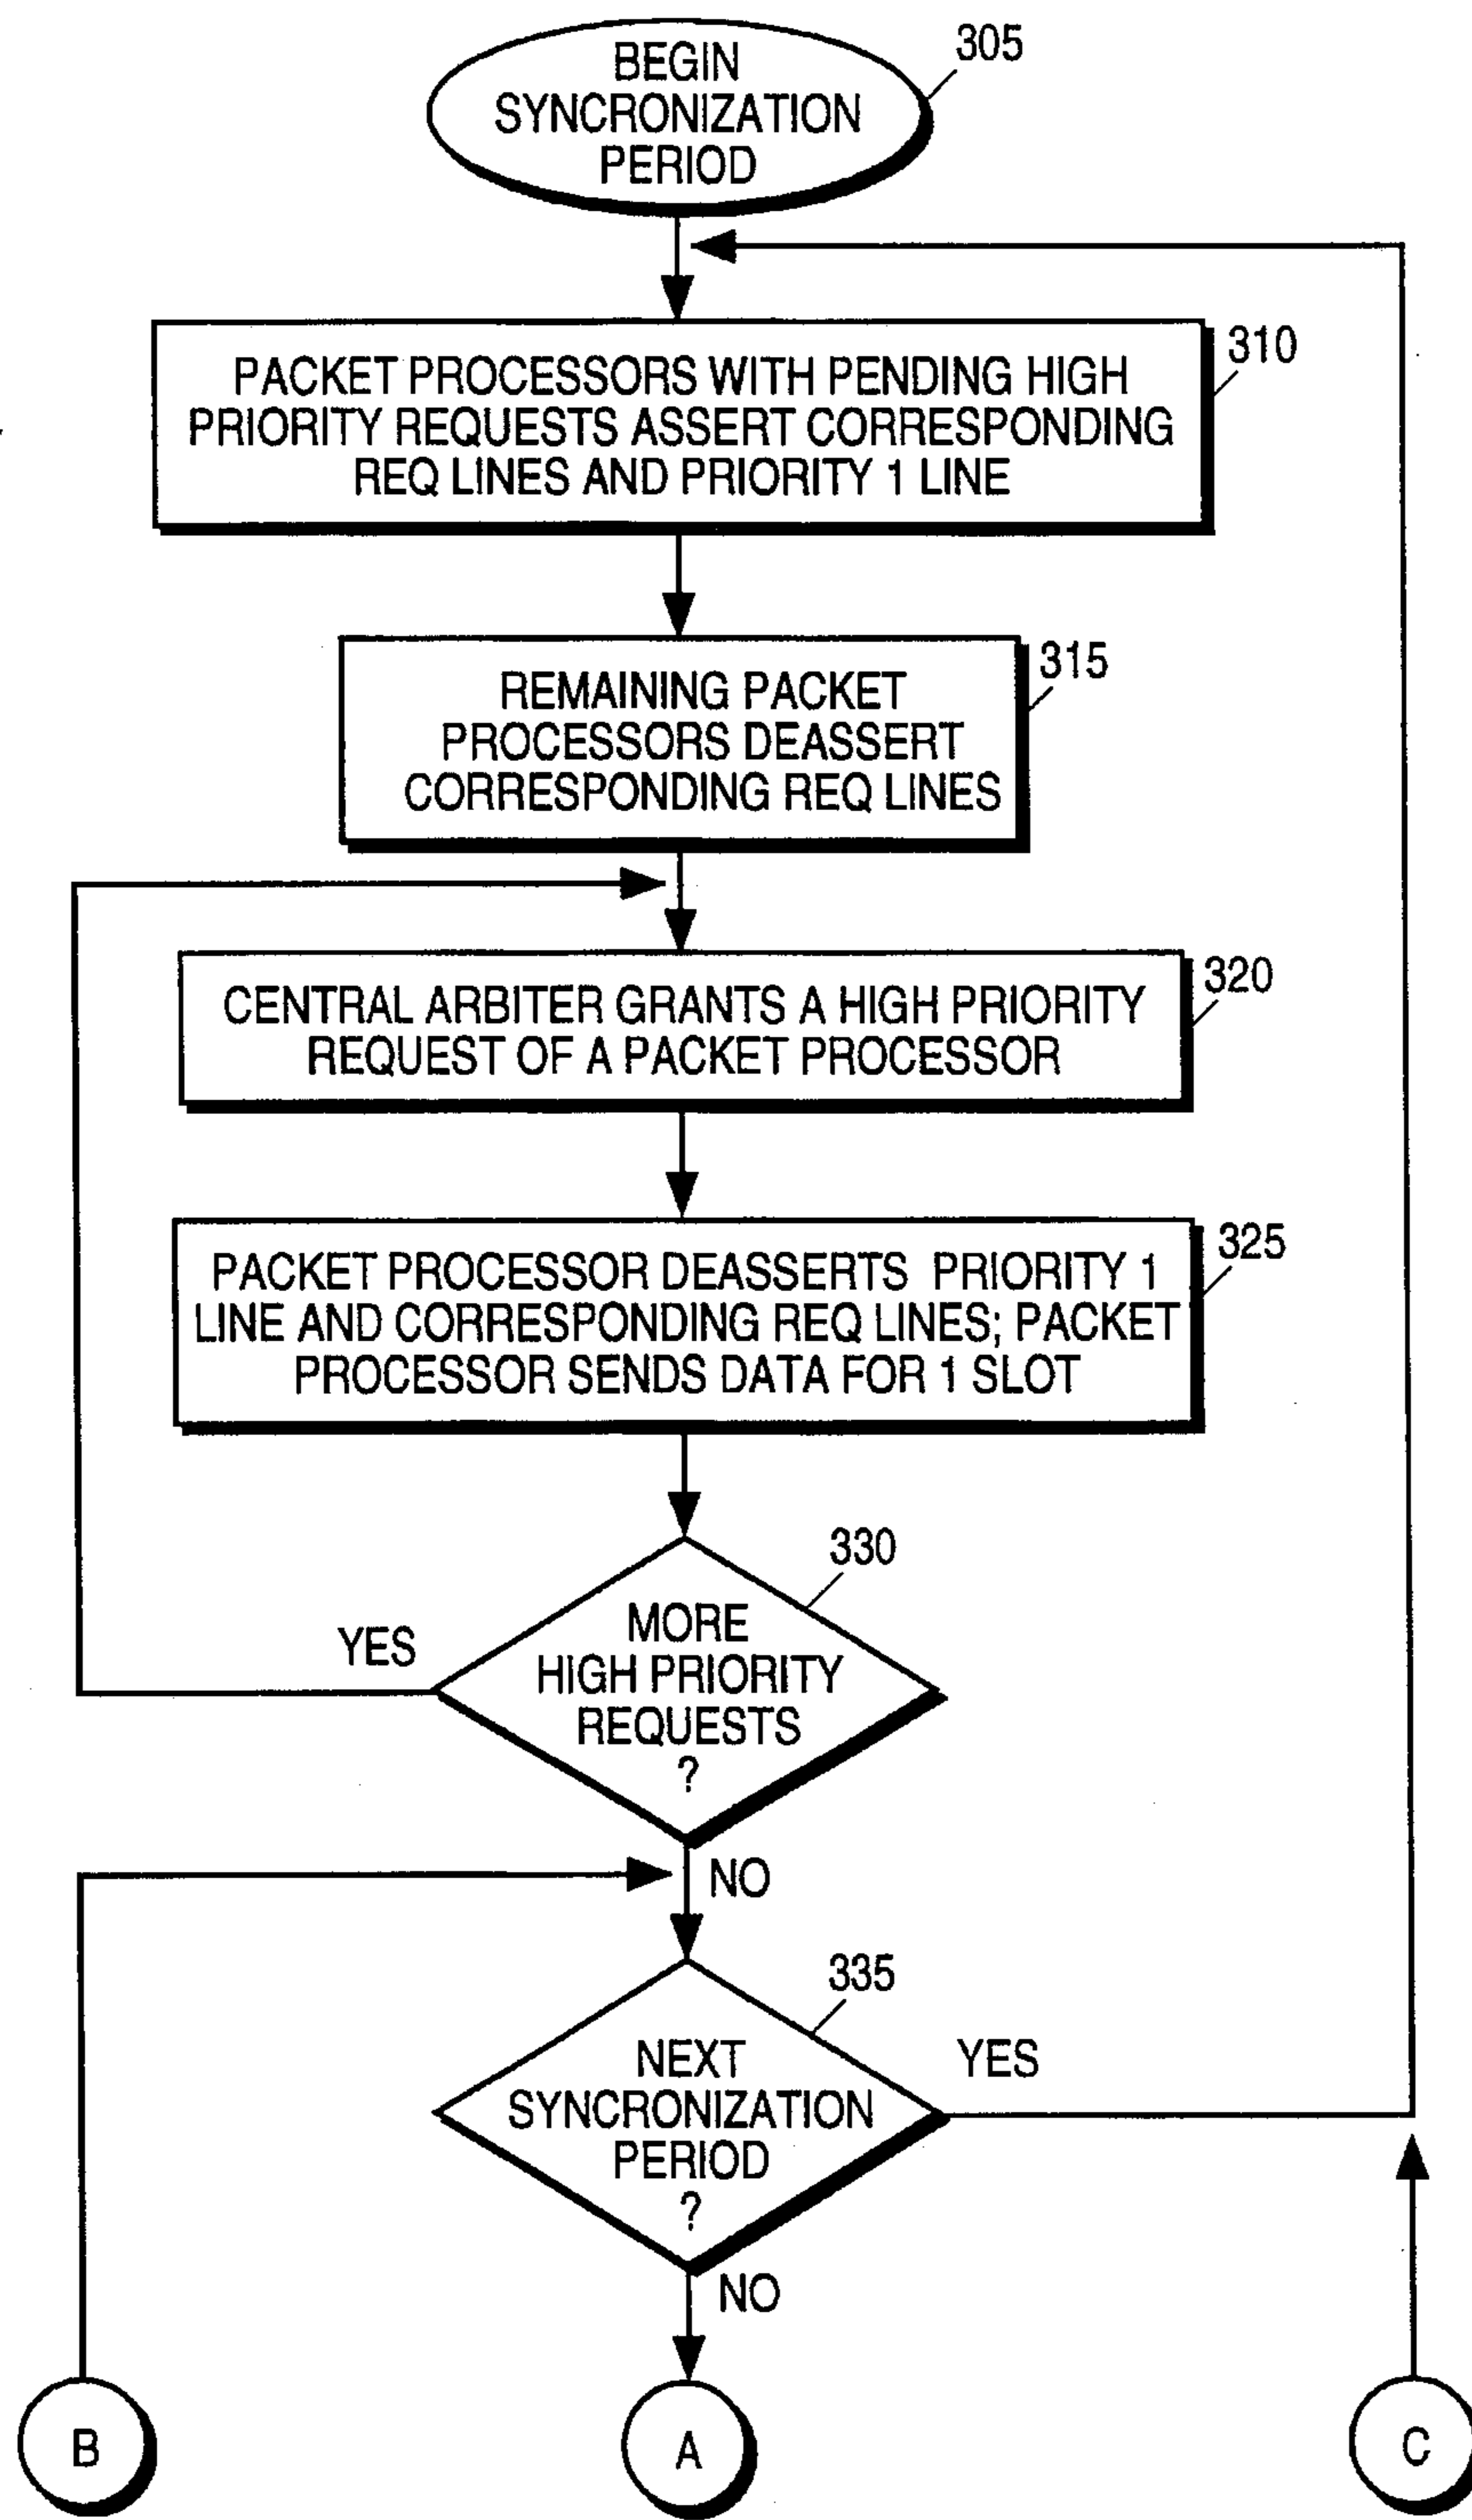 305
BEGIN
SYNCRONIZATION
PERIOD
310
PACKET PROCESSORS WITH PENDING HIGH
PRIORITY REQUESTS ASSERT CORRESPONDING
REQ LINES AND PRIORITY 1 LINE
315
REMAINING PACKET
PROCESSORS DEASSERT
CORRESPONDING REQ LINES
320
CENTRAL ARBITER GRANTS A HIGH PRIORITY
REQUEST OF A PACKET PROCESSOR
325
PACKET PROCESSOR DEASSERTS PRIORITY 1
LINE AND CORRESPONDING REQ LINES; PACKET
PROCESSOR SENDS DATA FOR 1 SLOT
330
MORE
HIGH PRIORITY
REQUESTS
?
YES
NO
335
NEXT
SYNCRONIZATION
PERIOD
?
YES
NO
B
A
C